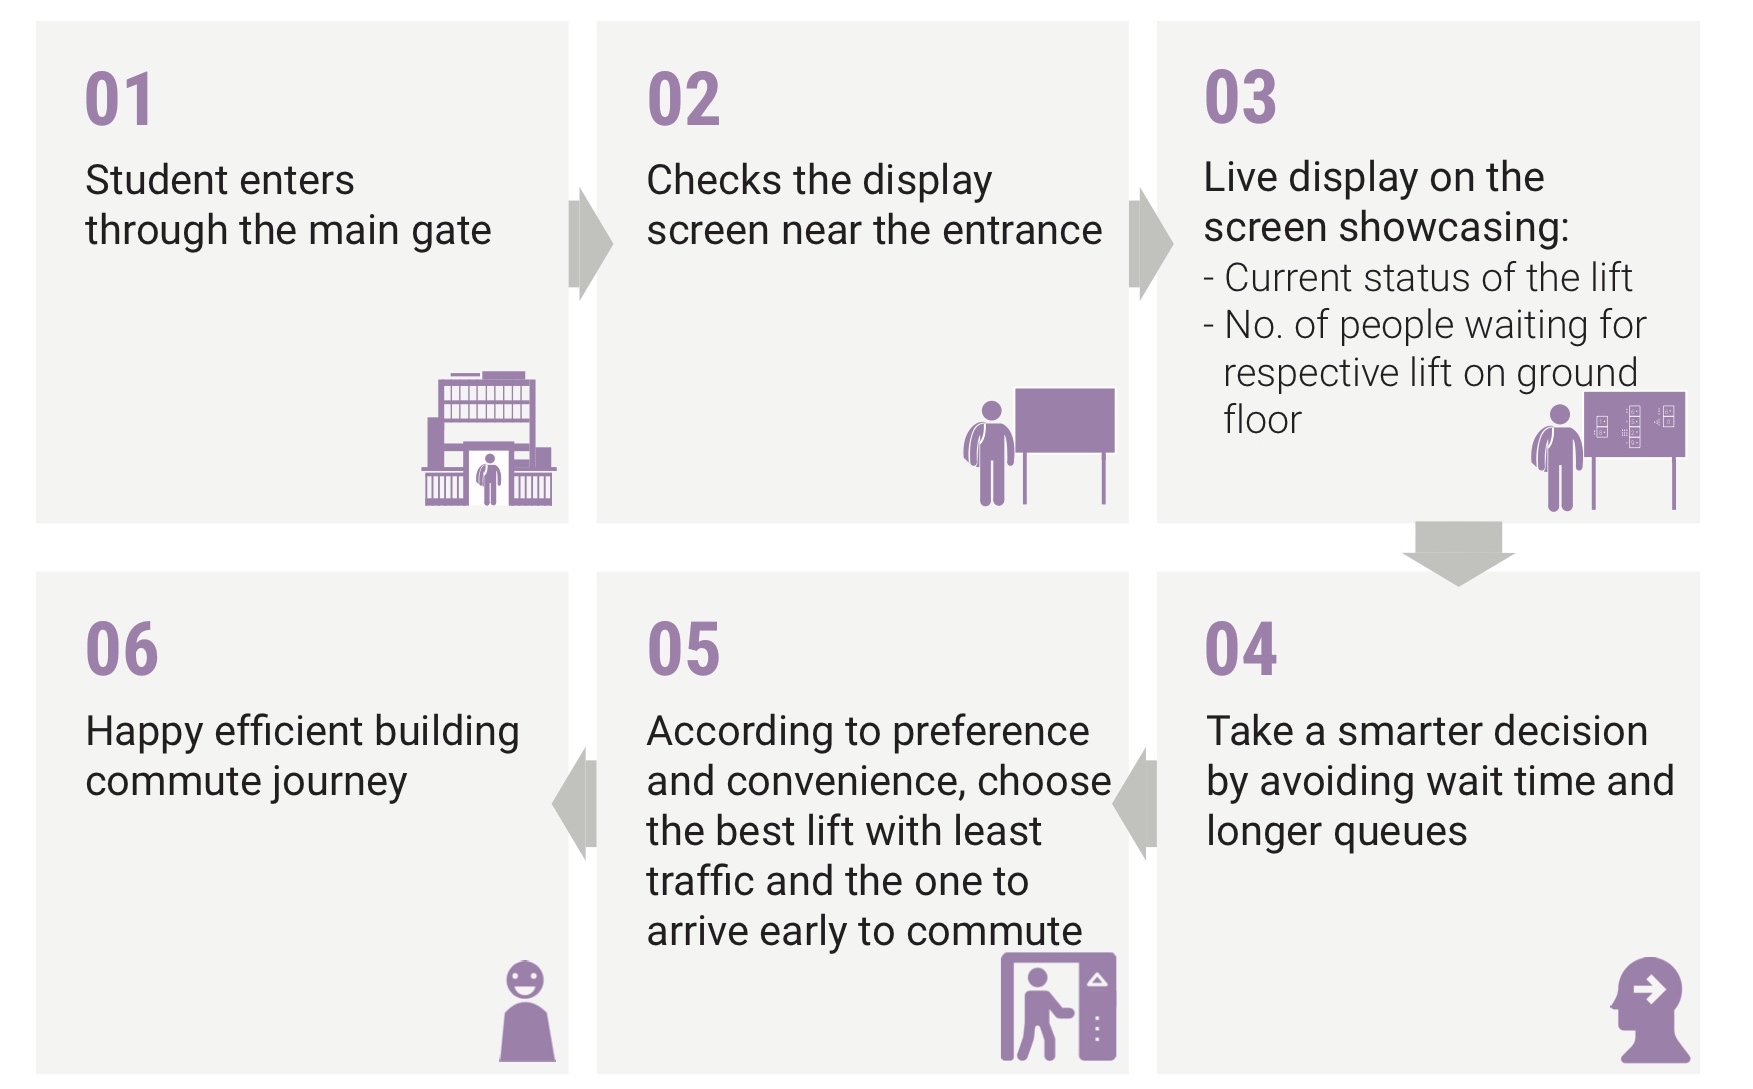 01
Student enters
through the main gate
02
Checks the display
screen near the entrance
03
Live display on the
screen showcasing:
- Current status of the lift
- No. of people waiting for
respective lift on ground
floor
04
Take a smarter decision
by avoiding wait time and
longer queues
05
According to preference
and convenience, choose
the best lift with least
traffic and the one to
arrive early to commute
06
Happy efficient building
commute journey